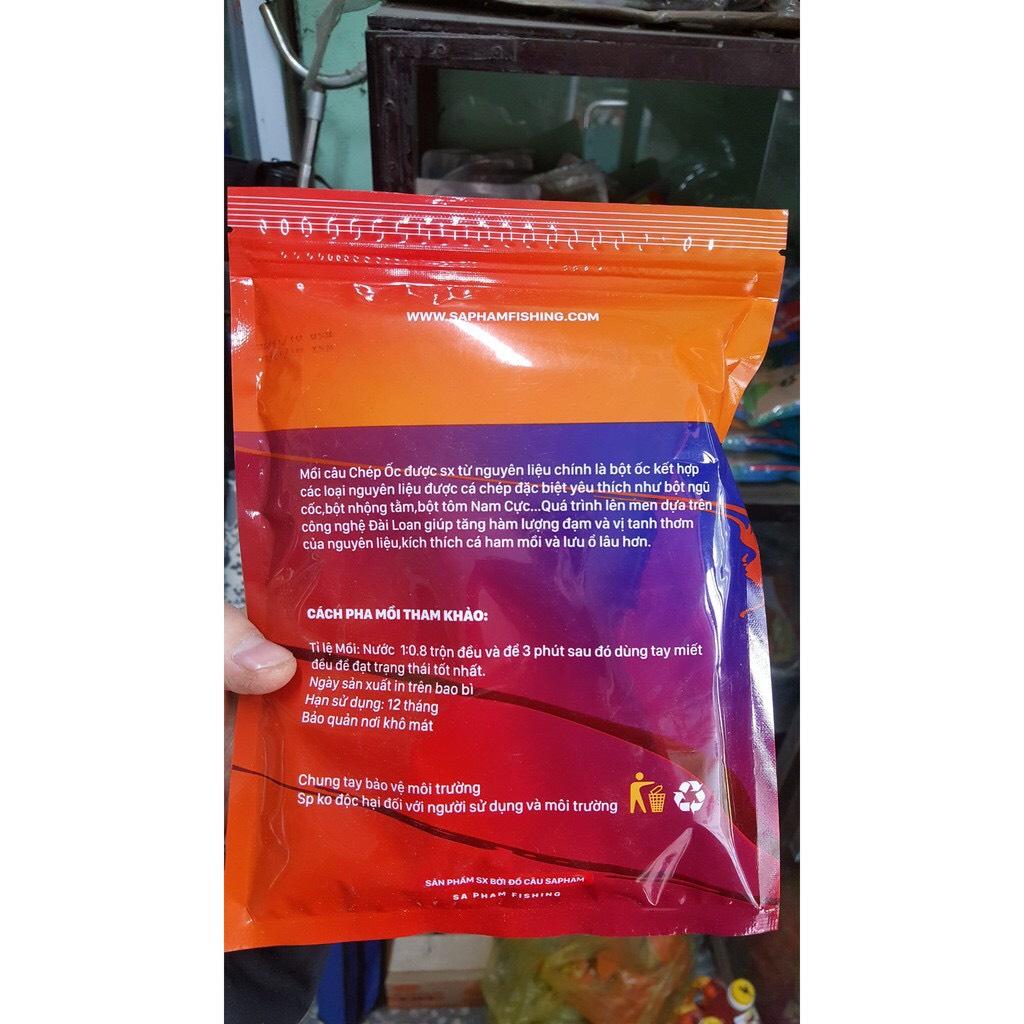 WWW.SAPHAMFISHING.COM
Mồi câu Chép Ốc được sx từ nguyên liệu chính là bột ốc kết hợp
các loại nguyên liệu được cá chép đặc biệt yêu thích như bột ngũ
cốc,bột nhộng tằm,bột tôm Nam Cực...Quá trình lên men dựa trên
công nghệ Đài Loan giúp tăng hàm lượng đạm và vị tanh thơm
của nguyên liệu,kích thích cá ham mồi và lưu ổ lâu hơn.
CÁCH PHA MỒI THAM KHẢO:
Tỉ lệ Mồi: Nước 1:0.8 trộn đều và để 3 phút sau đó dùng tay miết
đều để đạt trạng thái tốt nhất.
Ngày sản xuất in trên bao bì
Hạn sử dụng: 12 tháng
Bảo quản nơi khô mát
Chung tay bảo vệ môi trường
Sp ko độc hại đối với người sử dụng và môi trường
SẢN PHẨM SX BỞI ĐỒ CÂU SAPHAM
SA PHAM FISHING